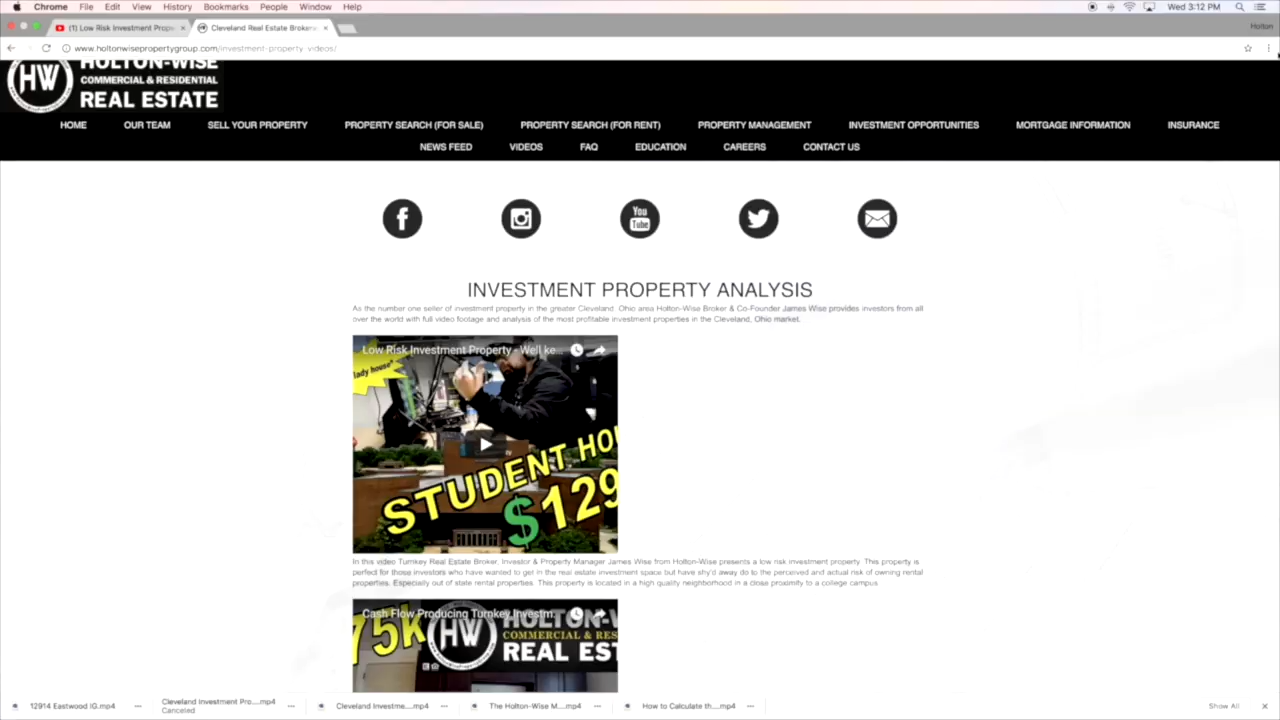 Chrome File Edit View History Bookmarks People Window Help Wed 3:12 PM
(1) Low Risk Investment Prope Cleveland Real Estate Brokera Holton
www.holtonwisepropertygroup.com/investment-property-videos/
HW
HOLTON-WISE
COMMERCIAL & RESIDENTIAL
REAL ESTATE
HOME OUR TEAM SELL YOUR PROPERTY PROPERTY SEARCH (FOR SALE) PROPERTY SEARCH (FOR RENT) PROPERTY MANAGEMENT INVESTMENT OPPORTUNITIES MORTGAGE INFORMATION INSURANCE
NEWS FEED VIDEOS FAQ EDUCATION CAREERS CONTACT US
f You Tube
INVESTMENT PROPERTY ANALYSIS
As the number one seller of investment property in the greater Cleveland, Ohio area Holton-Wise Broker & Co-Founder James Wise provides investors from all
over the world with full video footage and analysis of the most profitable investment properties in the Cleveland, Ohio market.
Low Risk Investment Property - Well ke...
lady house"
STUDENT HOU
$129
In this video Turnkey Real Estate Broker, Investor & Property Manager James Wise from Holton-Wise presents a low risk investment property. This property is
perfect for those investors who have wanted to get in the real estate investment space but have shy'd away do to the perceived and actual risk of owning rental
properties. Especially out of state rental properties. This property is located in a high quality neighborhood in a close proximity to a college campus
Cash Flow Producing Turnkey Investm...
75k HW HOLTON-W
COMMERCIAL & RES
REAL EST
12914 Eastwood IG.mp4 Cleveland Investment Pro....mp4 Cleveland Investme....mp4 The Holton-Wise M....mp4 How to Calculate th....mp4 Show All
Canceled